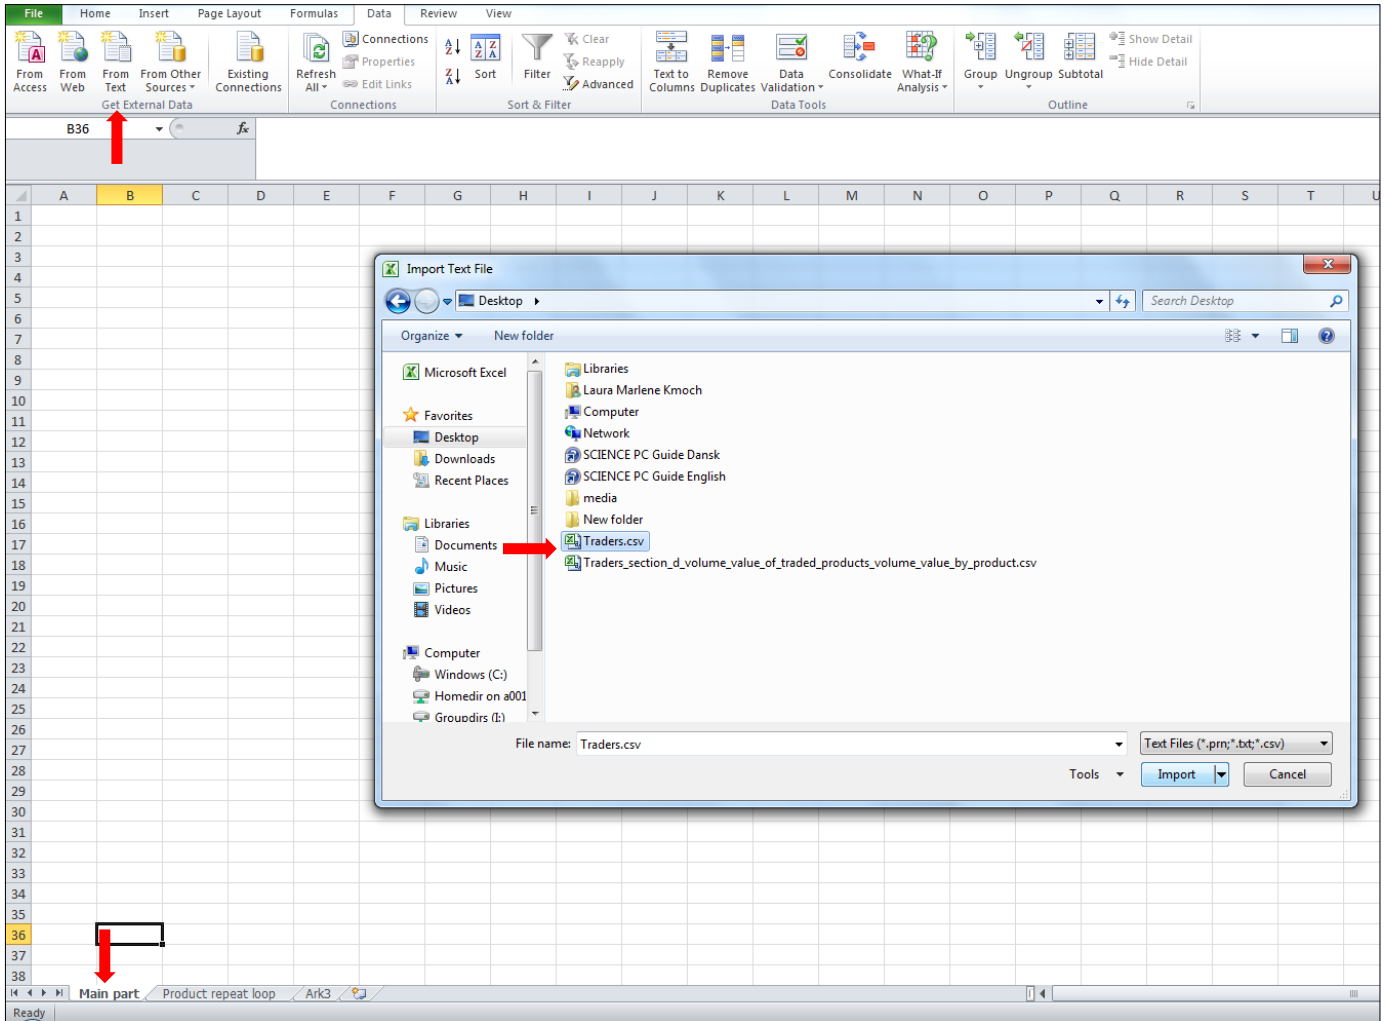 File Home Insert Page Layout Formulas Data Review View
From Access From Web From Text From Other Sources Existing Connections Refresh All Connections Properties Edit Links Sort Filter Clear Reapply Advanced Text to Columns Remove Duplicates Data Validation Consolidate What-If Analysis Group Ungroup Subtotal Show Detail Hide Detail
Get External Data Connections Sort & Filter Data Tools Outline
B36 fx
A B C D E F G H I J K L M N O P Q R S T U
1
2
3
4
5
6
7
8
9
10
11
12
13
14
15
16
17
18
19
20
21
22
23
24
25
26
27
28
29
30
31
32
33
34
35
36
37
38
Import Text File
Desktop Search Desktop
Organize New folder
Microsoft Excel
Favorites
Desktop
Downloads
Recent Places
Libraries
Documents
Music
Pictures
Videos
Computer
Windows (C:)
Homedir on a001
Groupdirs (I:)
Libraries
Laura Marlene Kmoch
Computer
Network
SCIENCE PC Guide Dansk
SCIENCE PC Guide English
media
New folder
Traders.csv
Traders_section_d_volume_value_of_traded_products_volume_value_by_product.csv
File name: Traders.csv Text Files (*.prn;*.txt;*.csv)
Tools Import Cancel
Main part Product repeat loop Ark3
Ready